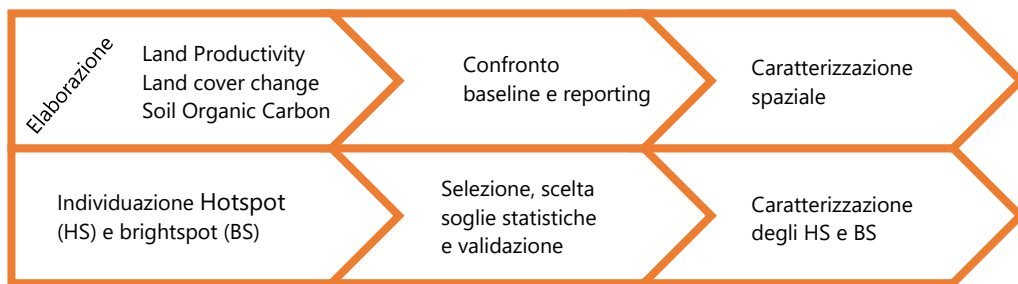 Elaborazione
Land Productivity
Land cover change
Soil Organic Carbon
Confronto
baseline e reporting
Caratterizzazione
spaziale
Individuazione Hotspot
(HS) e brightspot (BS)
Selezione, scelta
soglie statistiche
e validazione
Caratterizzazione
degli HS e BS